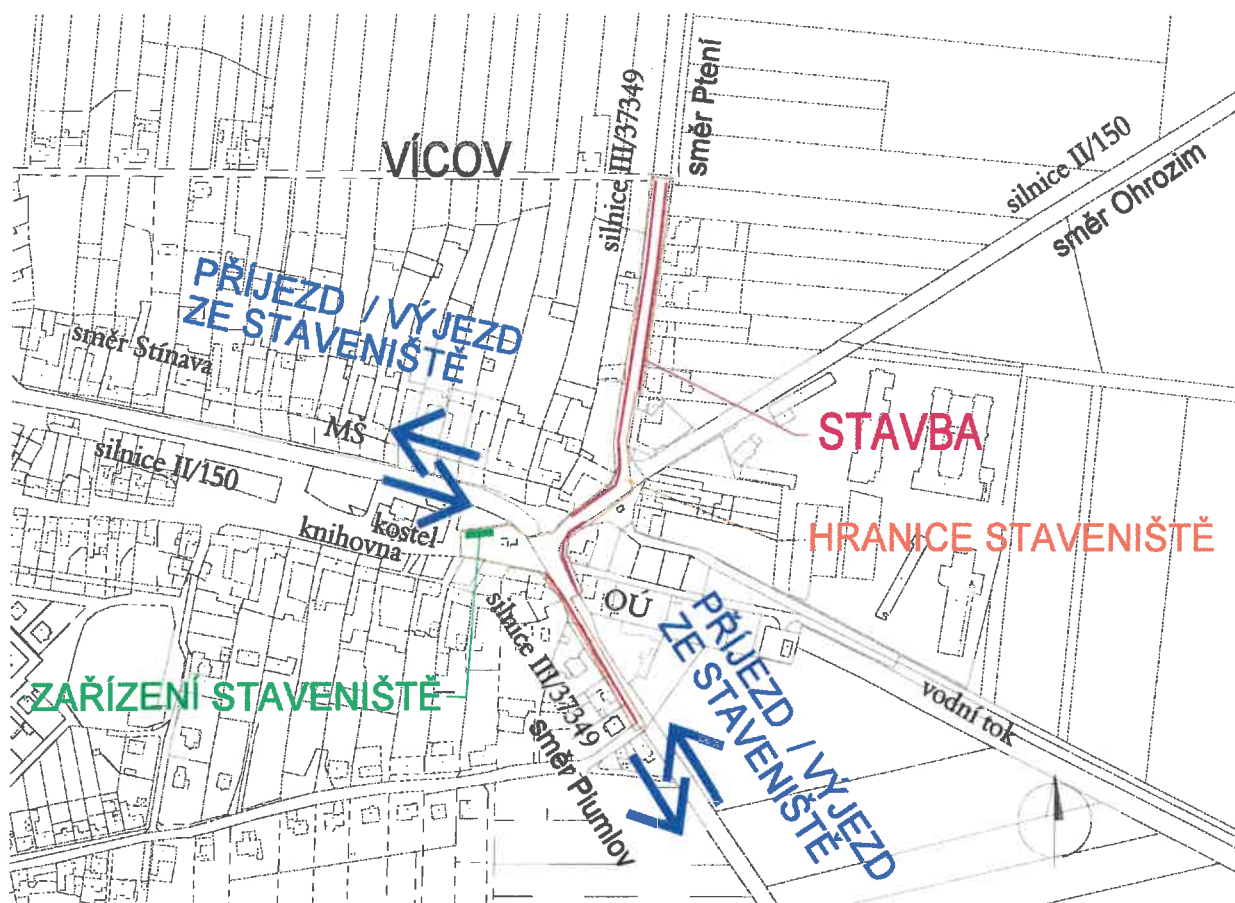 VÍCOV
silnice III/37349
směr Ptení
silnice II/150
směr Ohrozim
PŘÍJEZD / VÝJEZD
ZE STAVENIŠTĚ
směr Stínava
MŠ
silnice II/150
kostel
knihovna
STAVBA
HRANICE STAVENIŠTĚ
OÚ
silnice III/37349
směr Plumlov
ZAŘÍZENÍ STAVENIŠTĚ
PŘÍJEZD / VÝJEZD
ZE STAVENIŠTĚ
vodní tok